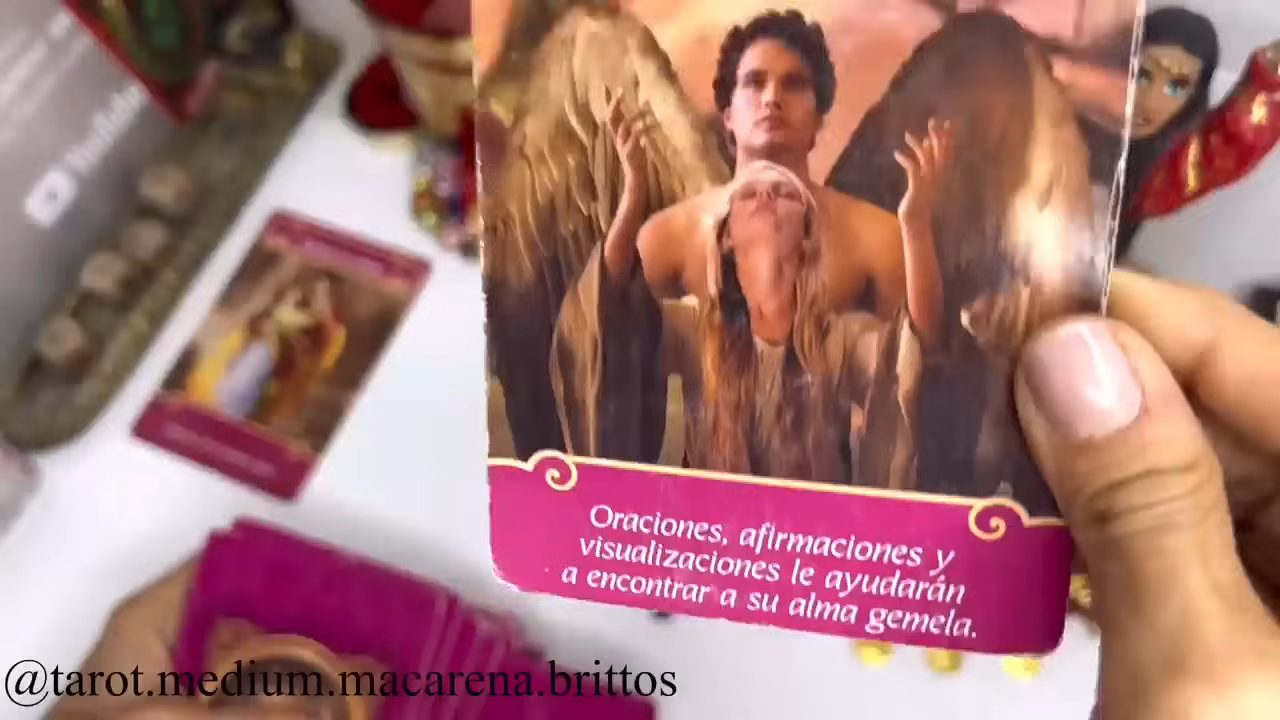 Oraciones, afirmaciones y
visualizaciones le ayudarán
a encontrar a su alma gemela.
@tarot.medium.macarena.brittos